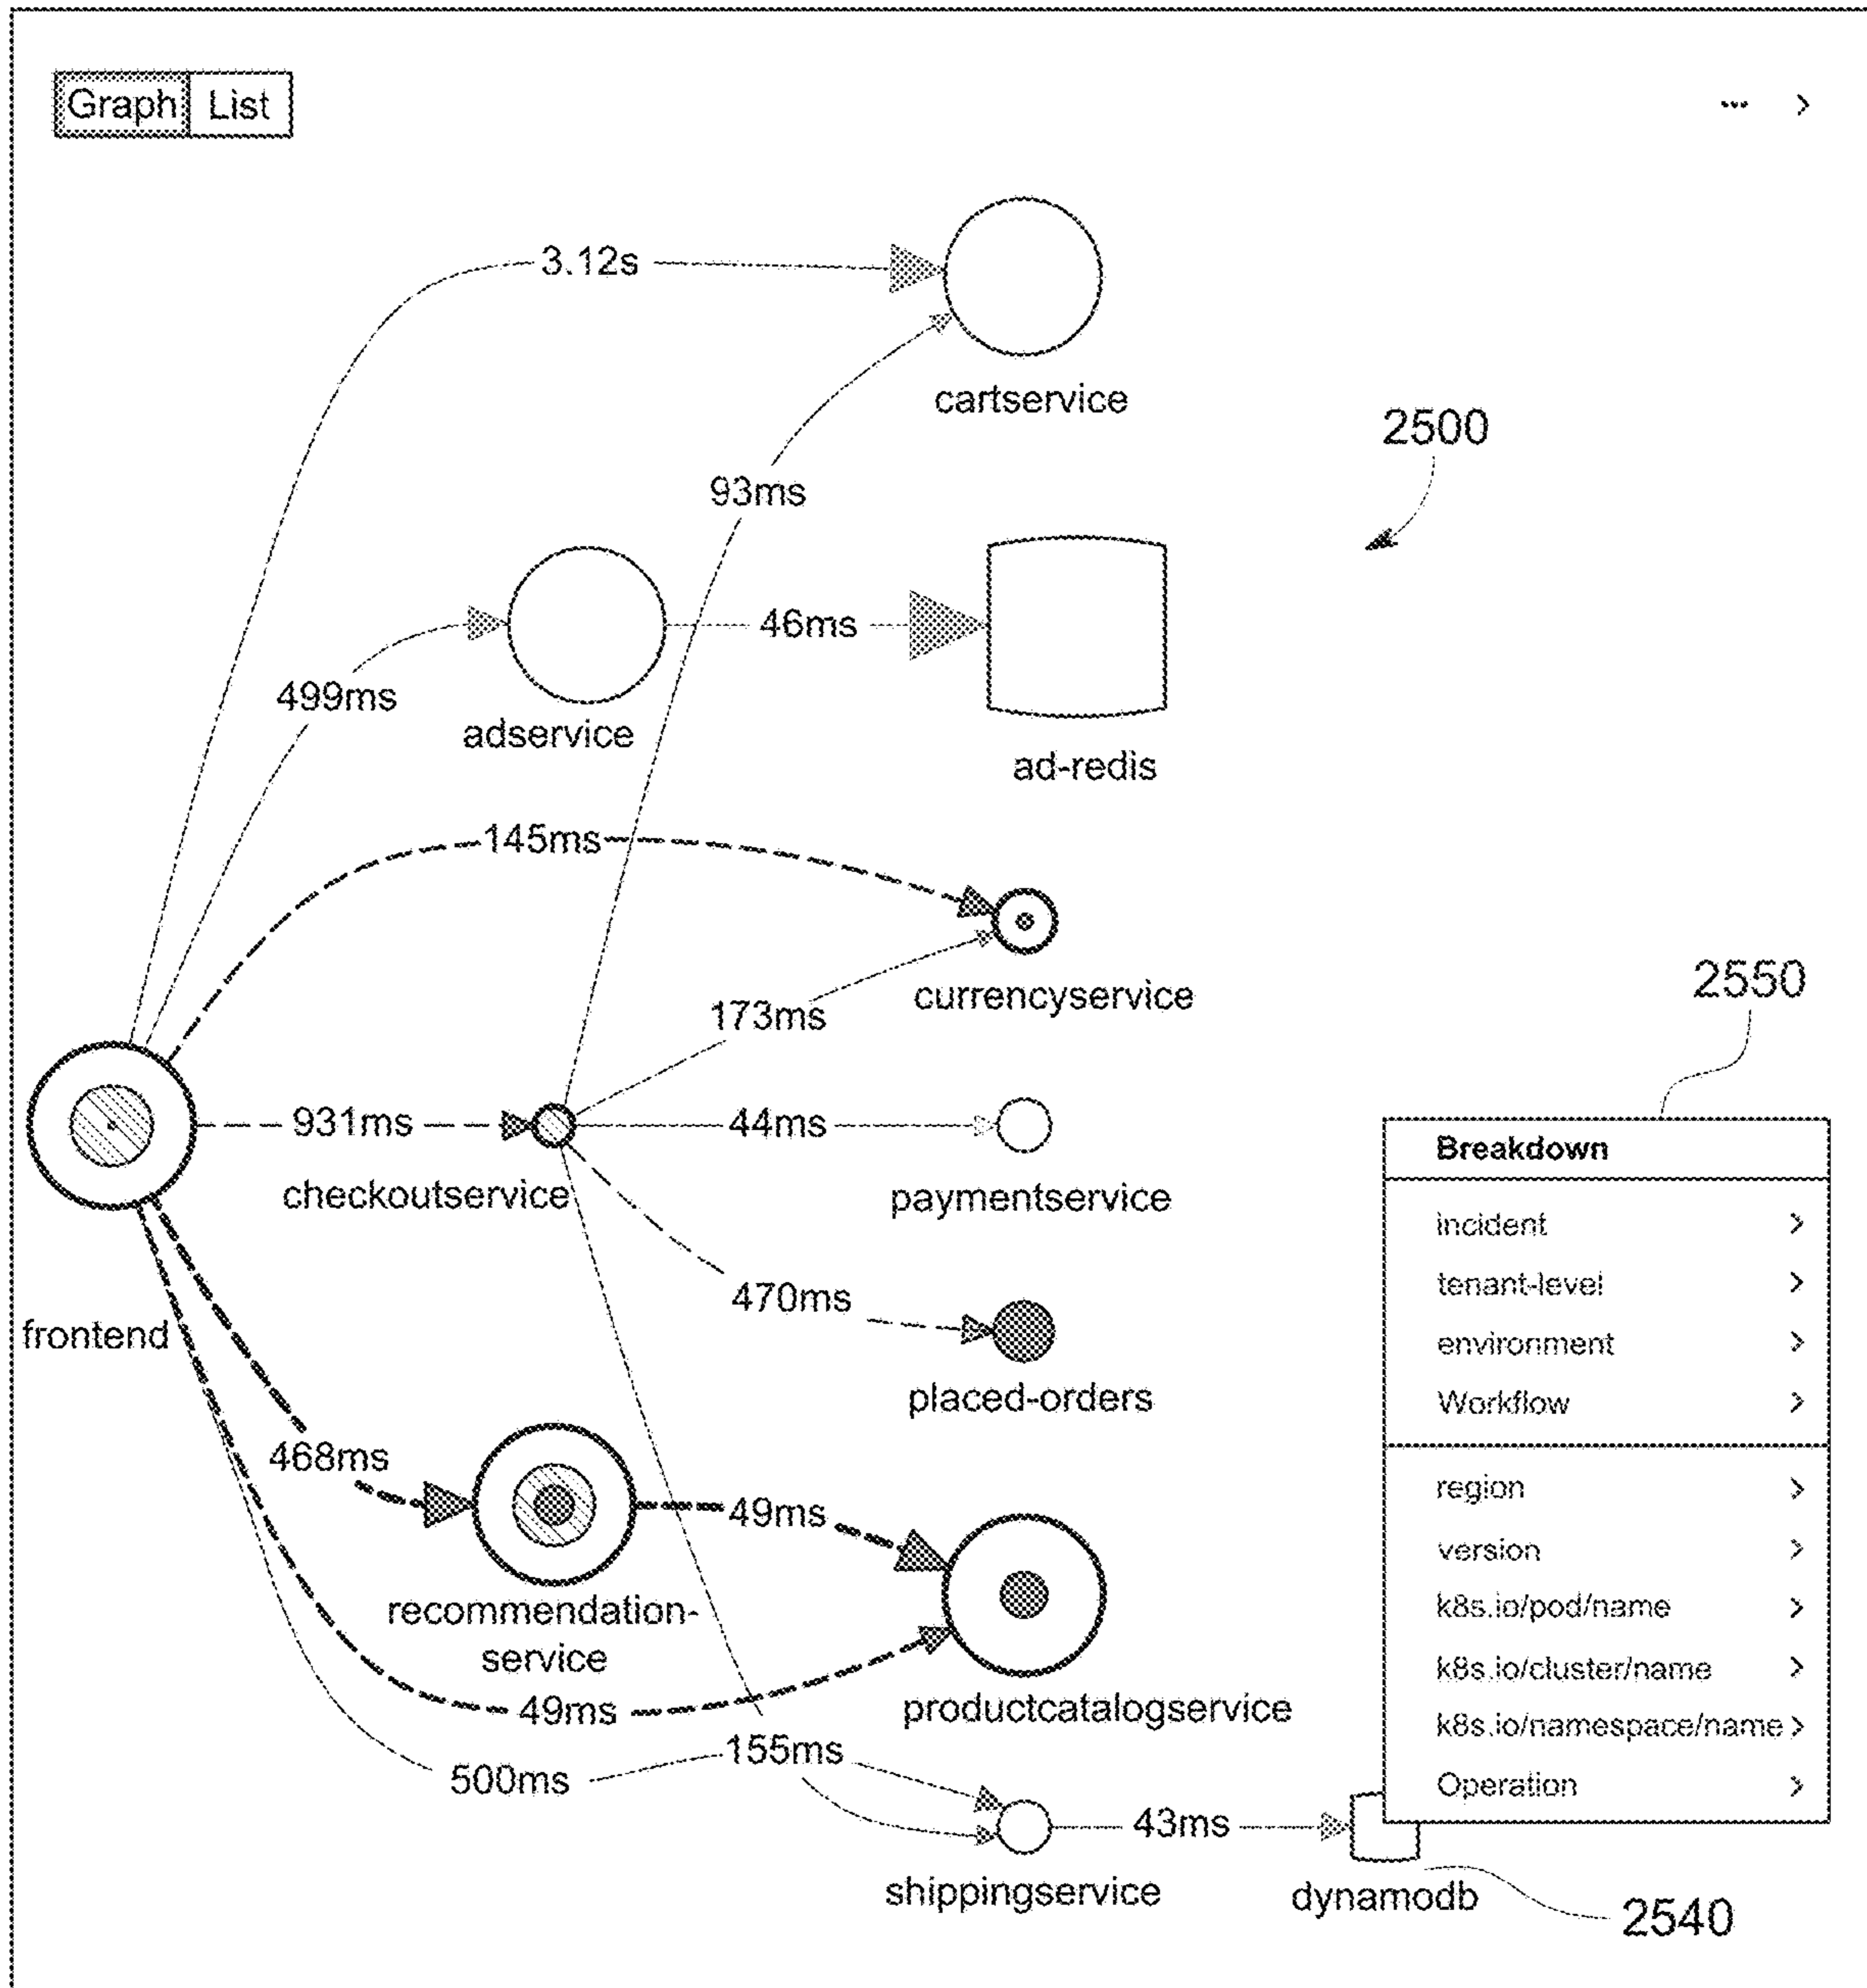 Graph List
... >
3.12s
cartservice
2500
93ms
46ms
499ms
adservice
ad-redis
145ms
currencyservice
2550
173ms
931ms
44ms
checkoutservice
paymentservice
470ms
frontend
placed-orders
468ms
49ms
recommendation-
service
49ms
productcatalogservice
155ms
500ms
43ms
shippingservice
dynamodb
2540
Breakdown
incident >
tenant-level >
environment >
Workflow >
region >
version >
k8s.io/pod/name >
k8s.io/cluster/name >
k8s.io/namespace/name >
Operation >